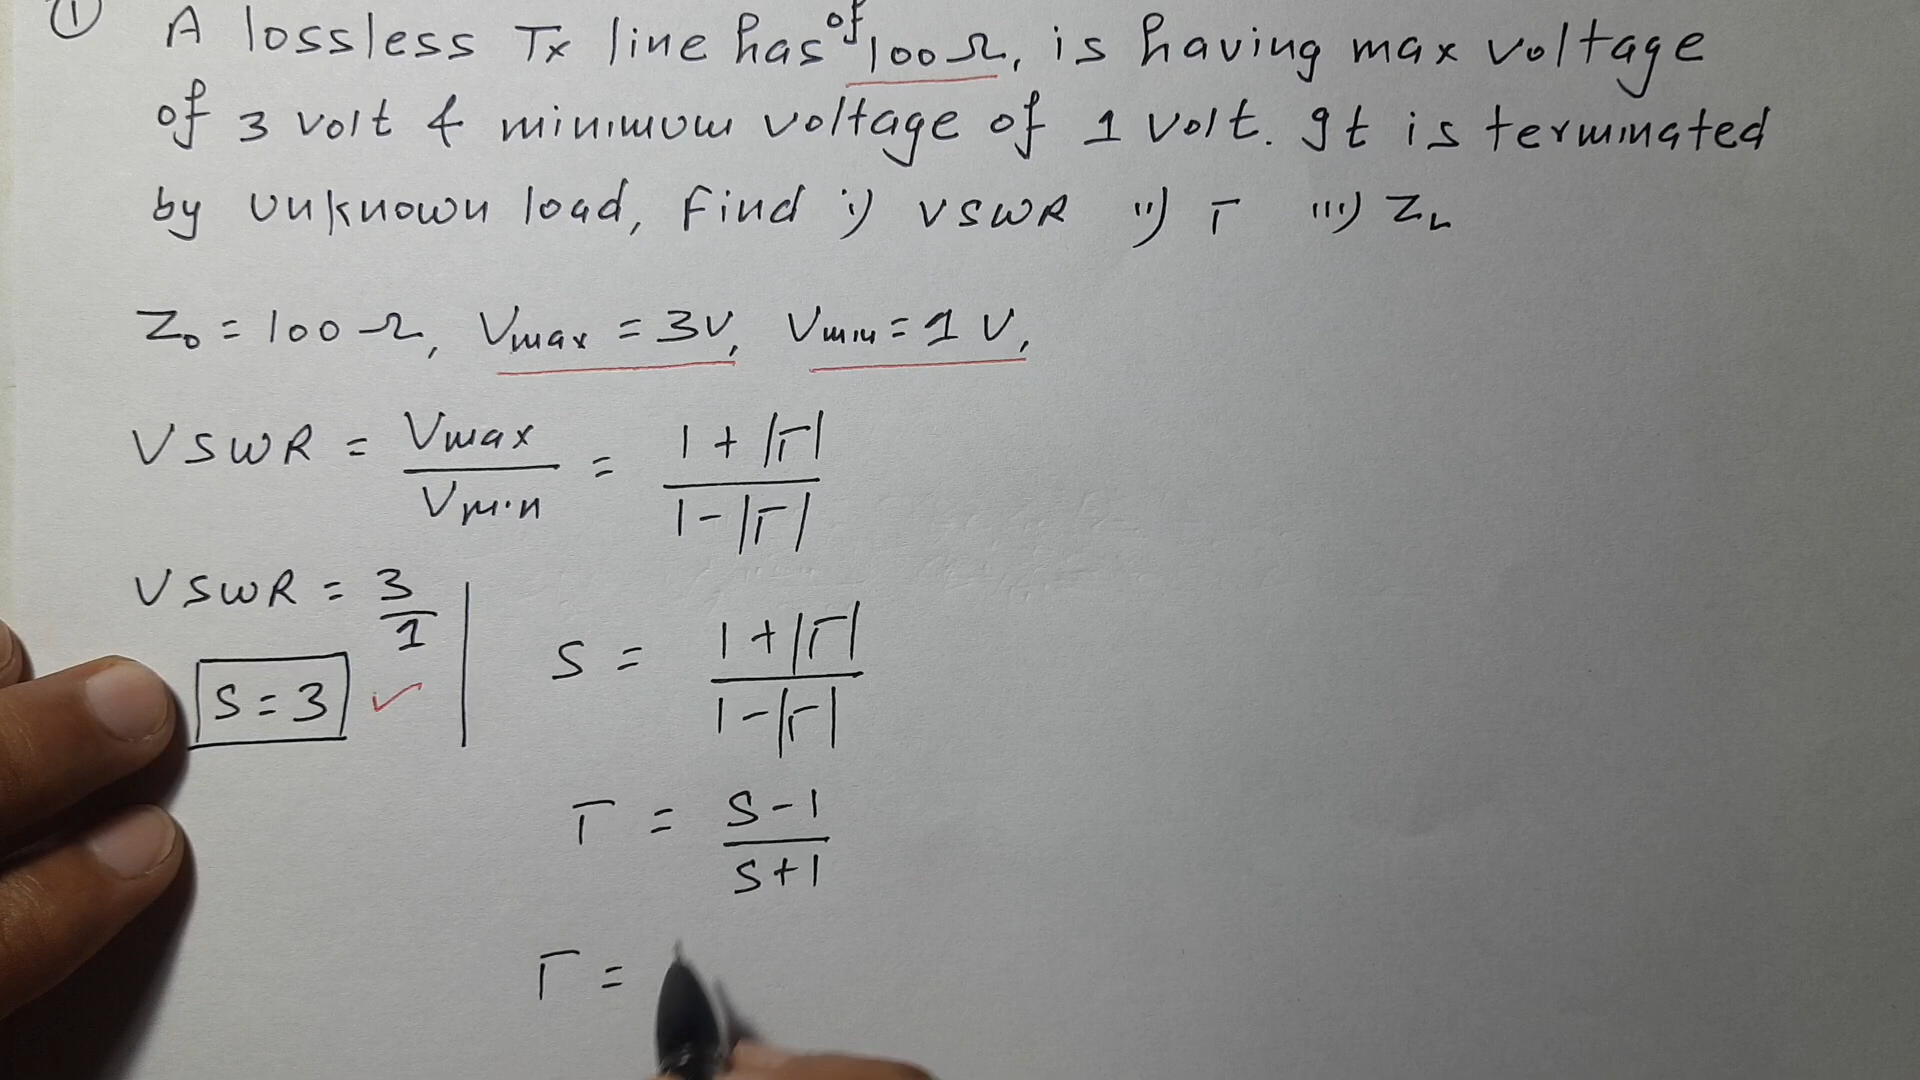 ① A lossless Tx line has of 100Ω, is having max voltage
of 3 volt & minimum voltage of 1 volt. It is terminated
by unknown load, Find i) VSWR ii) Γ iii) ZL
Z0 = 100 Ω, Vmax = 3V, Vmin = 1 V,
VSWR = Vmax / Vmin = 1 + |Γ| / 1 - |Γ|
VSWR = 3 / 1
S = 3 ✓
S = 1 + |Γ| / 1 - |Γ|
Γ = S - 1 / S + 1
Γ =